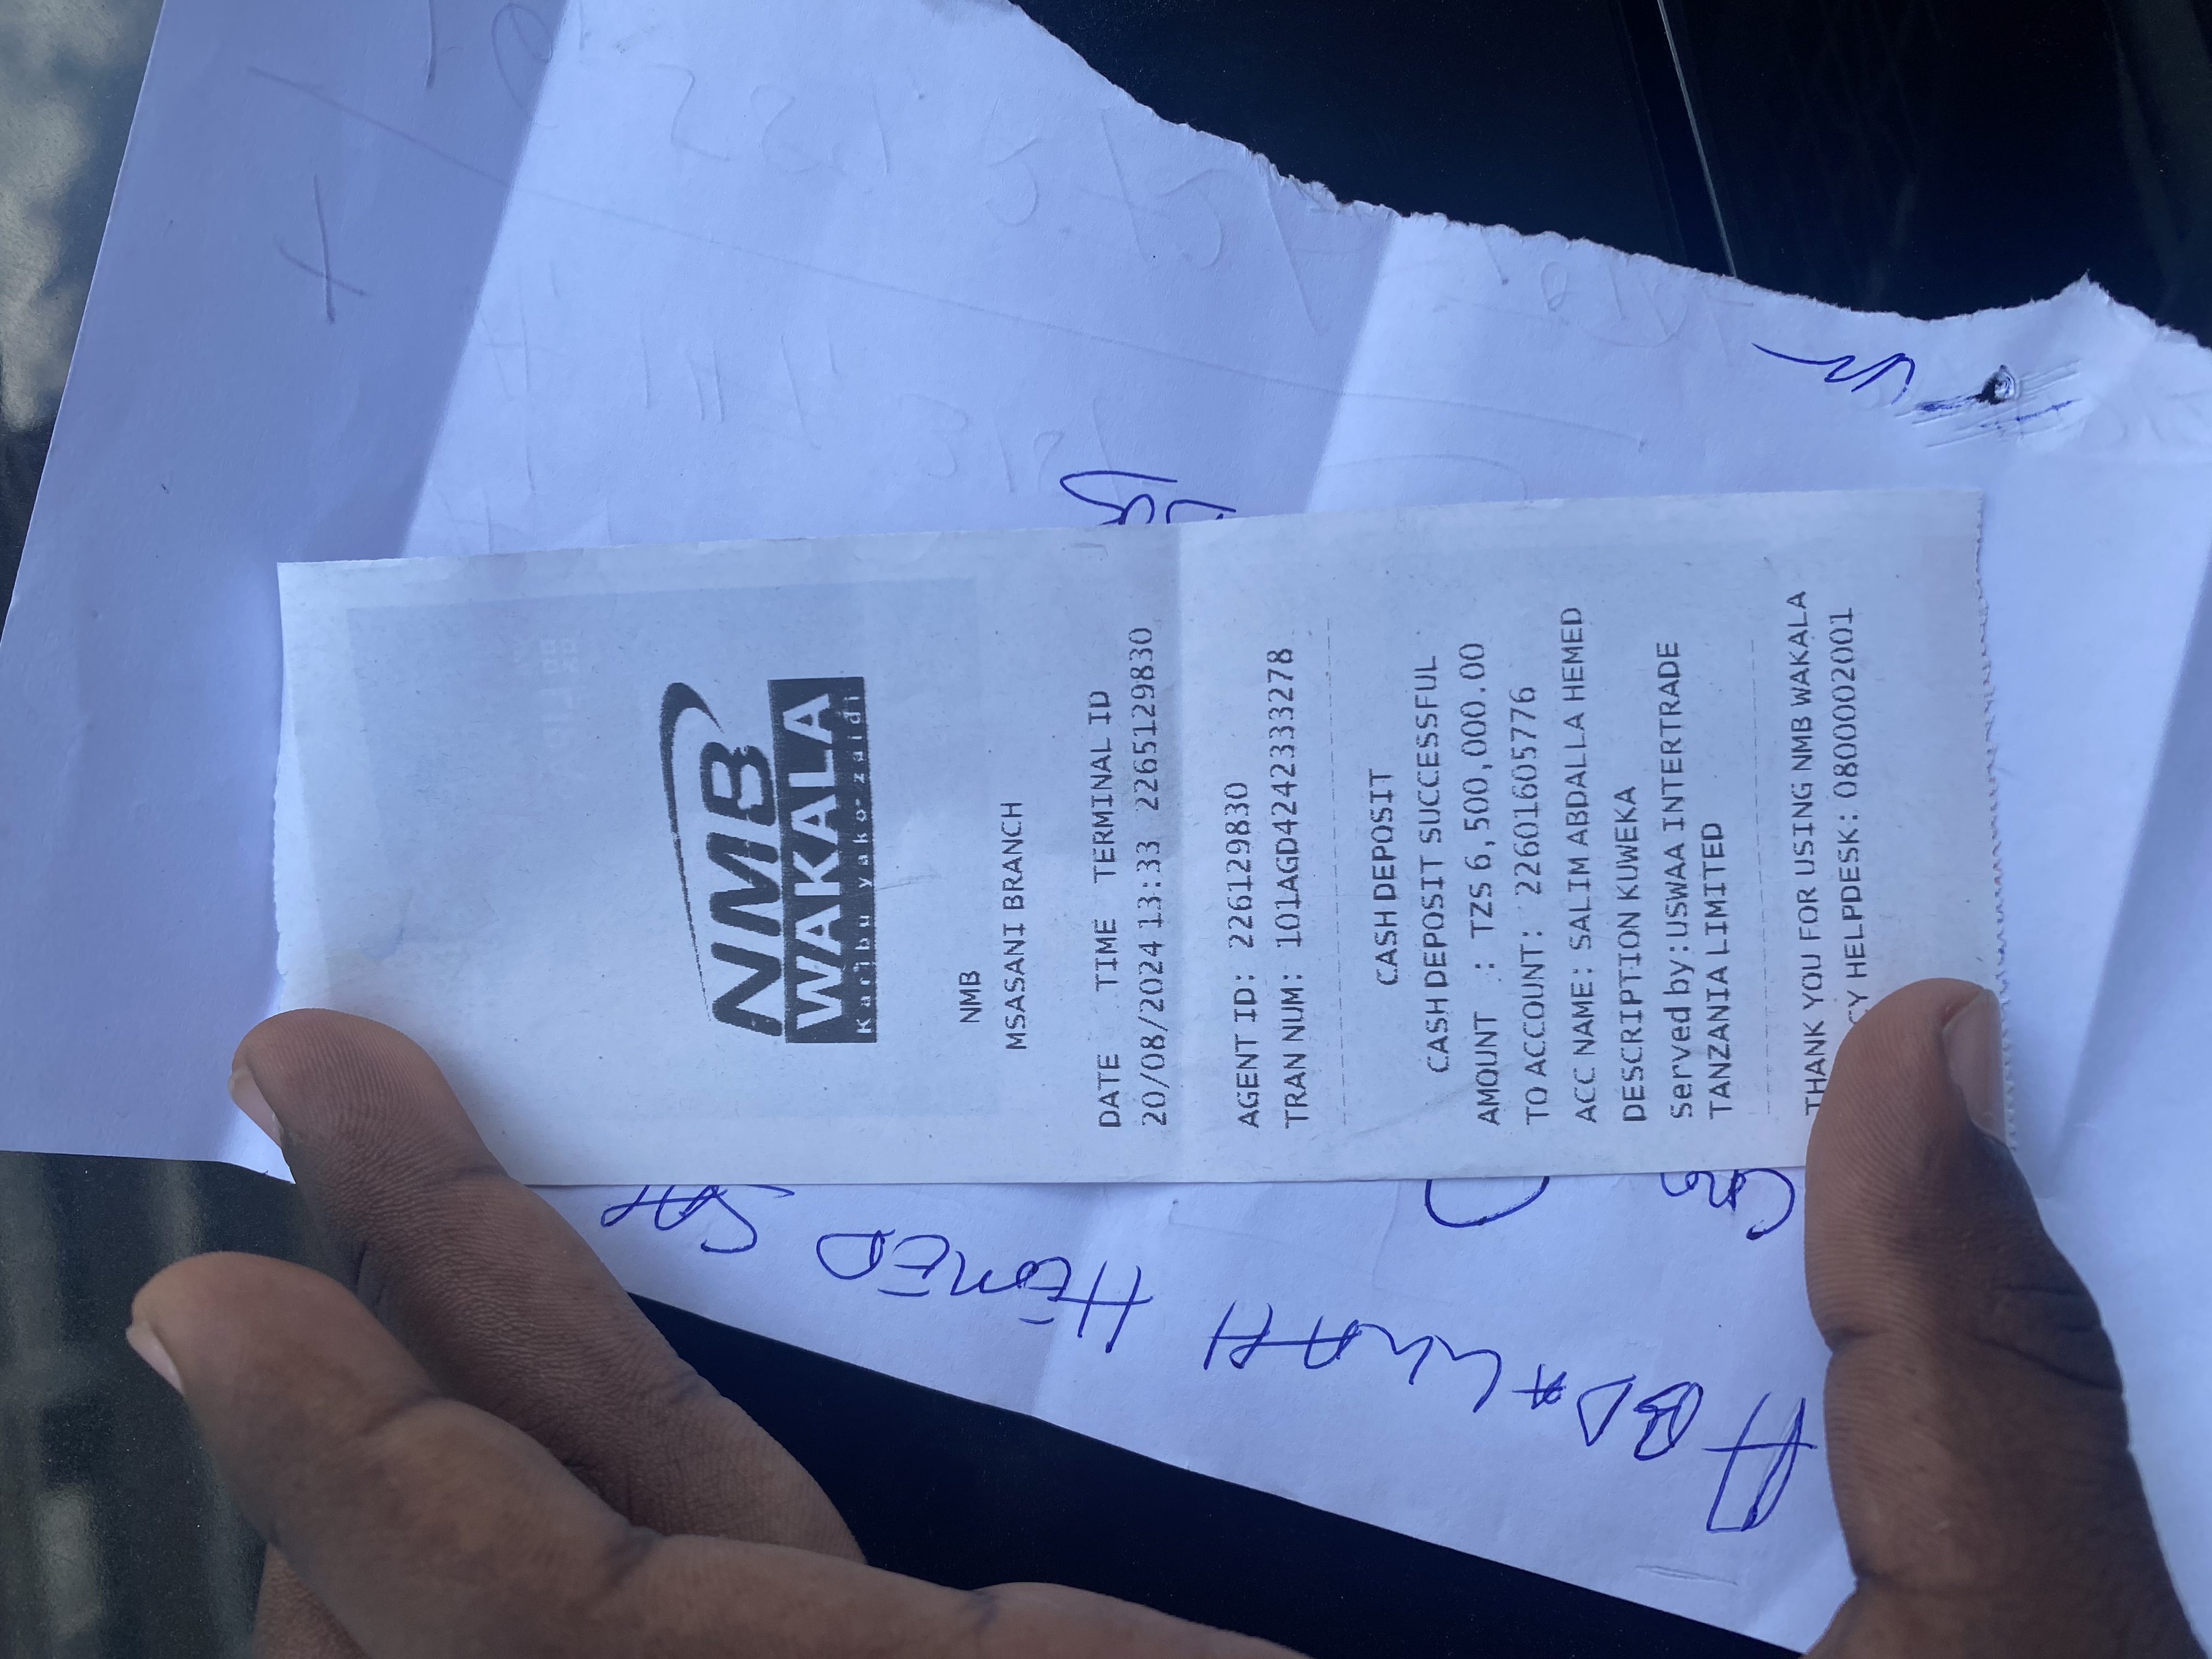 NMB
WAKALA
Karibu yako zaidi
NMB
MSASANI BRANCH
DATE TIME TERMINAL ID
20/08/2024 13:33 2265129830
AGENT ID: 226129830
TRAN NUM: 101AGD4242333278
CASH DEPOSIT
CASH DEPOSIT SUCCESSFUL
AMOUNT : TZS 6,500,000.00
TO ACCOUNT: 22601605776
ACC NAME: SALIM ABDALLA HEMED
DESCRIPTION KUWEKA
Served by:USWAA INTERTRADE
TANZANIA LIMITED
THANK YOU FOR USING NMB WAKALA
CY HELPDESK: 0800002001
ABDALLAH HEMED SA